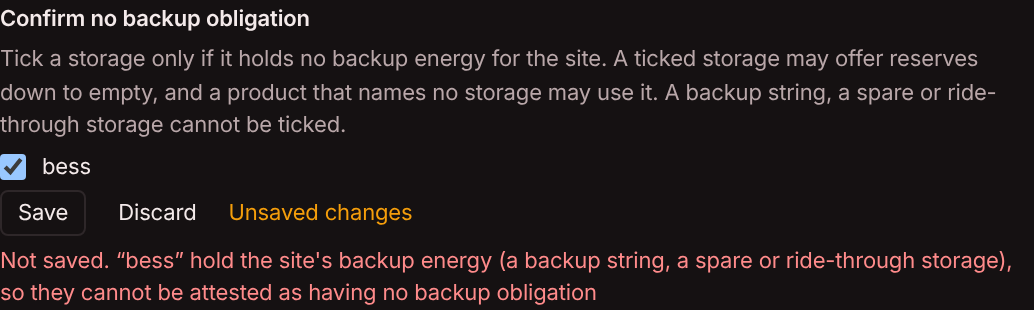 Confirm no backup obligation
Tick a storage only if it holds no backup energy for the site. A ticked storage may offer reserves
down to empty, and a product that names no storage may use it. A backup string, a spare or ride-
through storage cannot be ticked.
bess
Save Discard Unsaved changes
Not saved. “bess” hold the site's backup energy (a backup string, a spare or ride-through storage),
so they cannot be attested as having no backup obligation